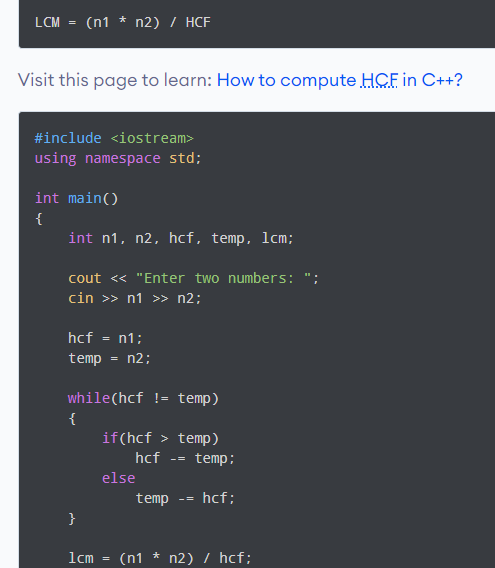 LCM = (n1 * n2) / HCF
Visit this page to learn: How to compute HCF in C++?
#include <iostream>
using namespace std;
int main()
{
    int n1, n2, hcf, temp, lcm;
    cout << "Enter two numbers: ";
    cin >> n1 >> n2;
    hcf = n1;
    temp = n2;
    while(hcf != temp)
    {
        if(hcf > temp)
            hcf -= temp;
        else
            temp -= hcf;
    }
    lcm = (n1 * n2) / hcf;